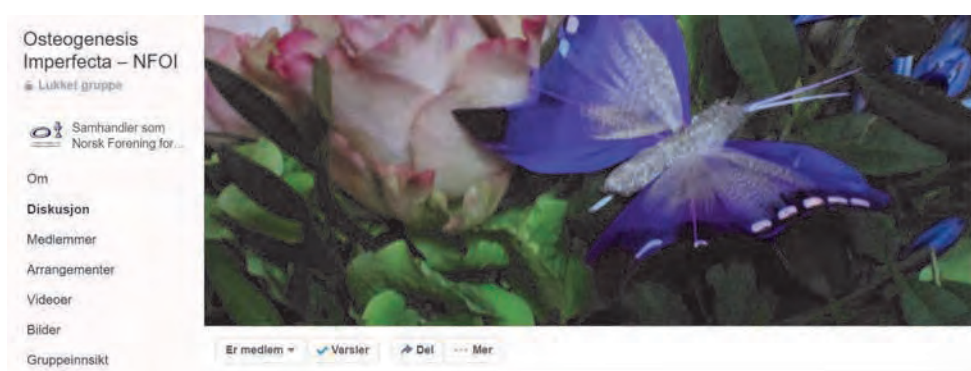 Osteogenesis
Imperfecta – NFOI
Lukket gruppe
Samhandler som
Norsk Forening for...
Om
Diskusjon
Medlemmer
Arrangementer
Videoer
Bilder
Gruppeinnsikt
Er medlem
Varsler
Del
Mer